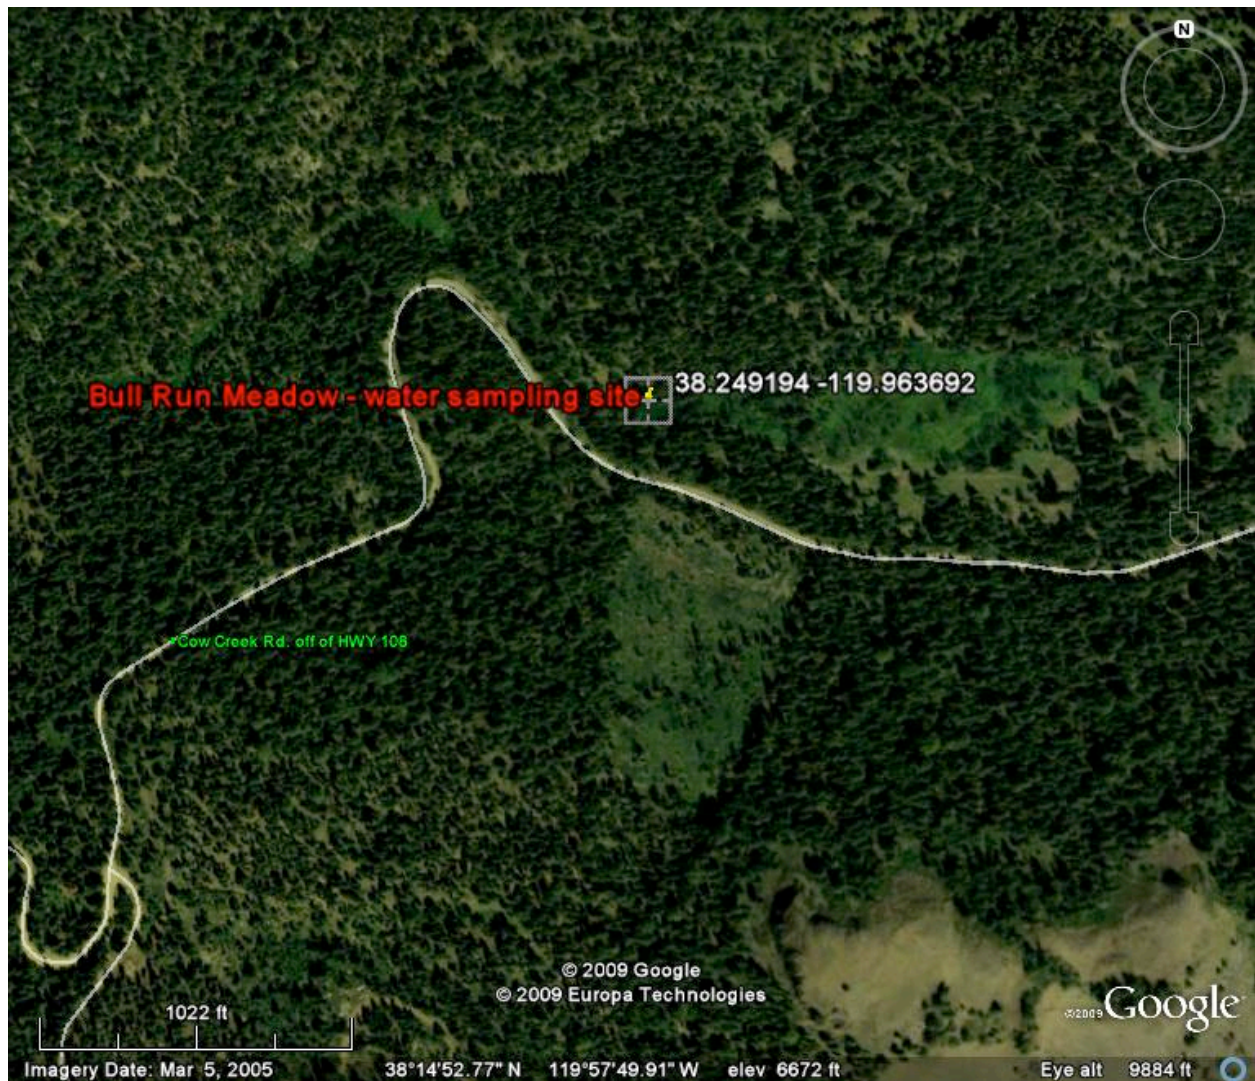 N
38.249194 -119.963692
Bull Run Meadow - water sampling site
Cow Creek Rd. off of HWY 108
© 2009 Google
© 2009 Europa Technologies
1022 ft
©2009 Google
Imagery Date: Mar 5, 2005 38°14'52.77" N 119°57'49.91" W elev 6672 ft Eye alt 9884 ft